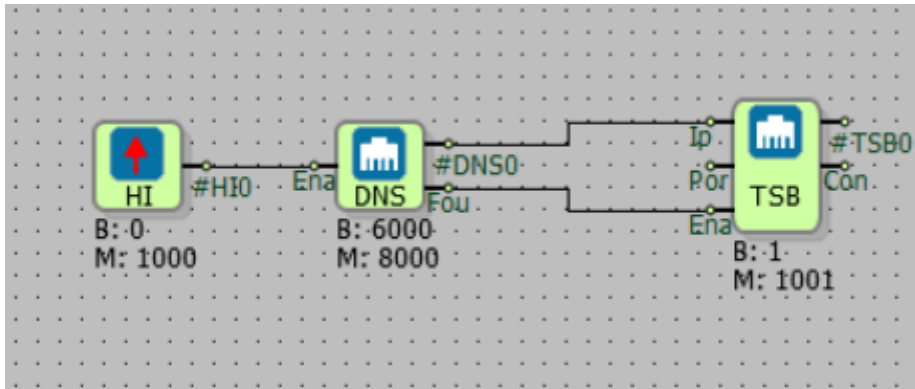 HI
#HI0
B: 0
M: 1000
Ena
DNS
#DNS0
Fou
B: 6000
M: 8000
Ip
Por
Ena
TSB
#TSB0
Con
B: 1
M: 1001